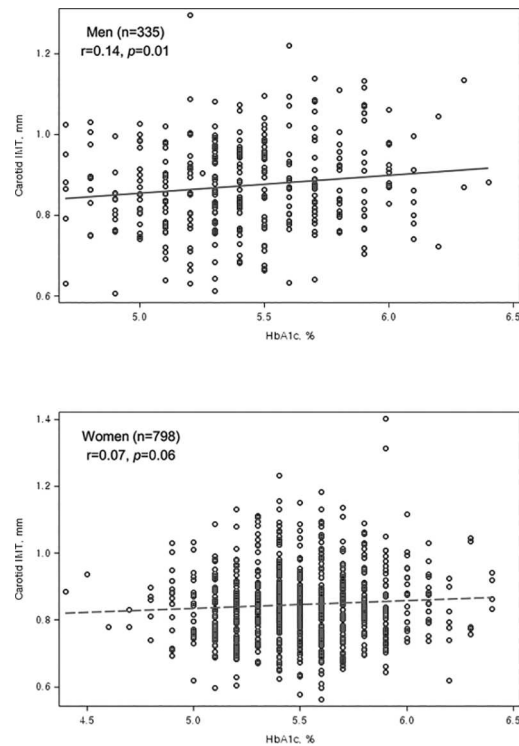 Men (n=335)
r=0.14, p=0.01
Carotid IMT, mm
1.2
1.0
0.8
0.6
5.0 5.5 6.0 6.5
HbA1c, %
Women (n=798)
r=0.07, p=0.06
Carotid IMT, mm
1.4
1.2
1.0
0.8
0.6
4.5 5.0 5.5 6.0 6.5
HbA1c, %